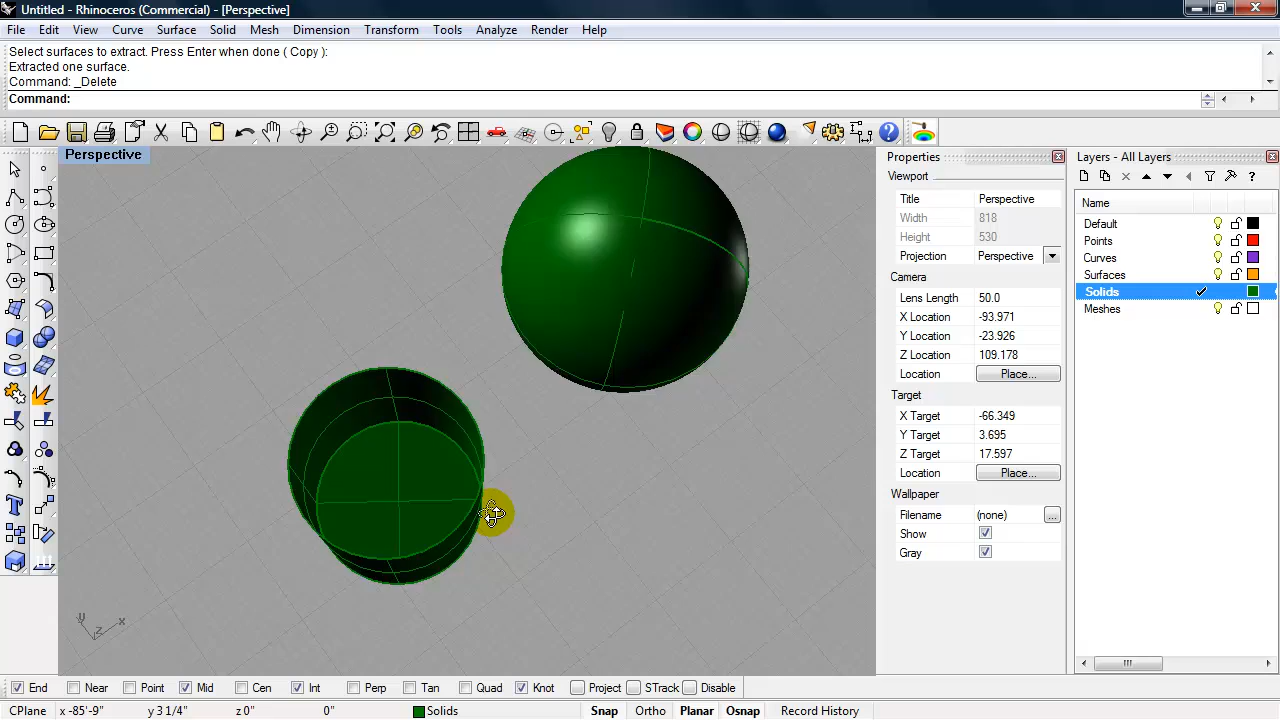 Untitled - Rhinoceros (Commercial) - [Perspective]
File Edit View Curve Surface Solid Mesh Dimension Transform Tools Analyze Render Help
Select surfaces to extract. Press Enter when done ( Copy ):
Extracted one surface.
Command: _Delete
Command:
Perspective
Properties
Viewport
Title Perspective
Width 818
Height 530
Projection Perspective
Camera
Lens Length 50.0
X Location -93.971
Y Location -23.926
Z Location 109.178
Location Place...
Target
X Target -66.349
Y Target 3.695
Z Target 17.597
Location Place...
Wallpaper
Filename (none) ...
Show
Gray
Layers - All Layers
Name
Default
Points
Curves
Surfaces
Solids
Meshes
y x
z
End Near Point Mid Cen Int Perp Tan Quad Knot Project STrack Disable
CPlane x -85'-9" y 3 1/4" z 0" 0" Solids Snap Ortho Planar Osnap Record History